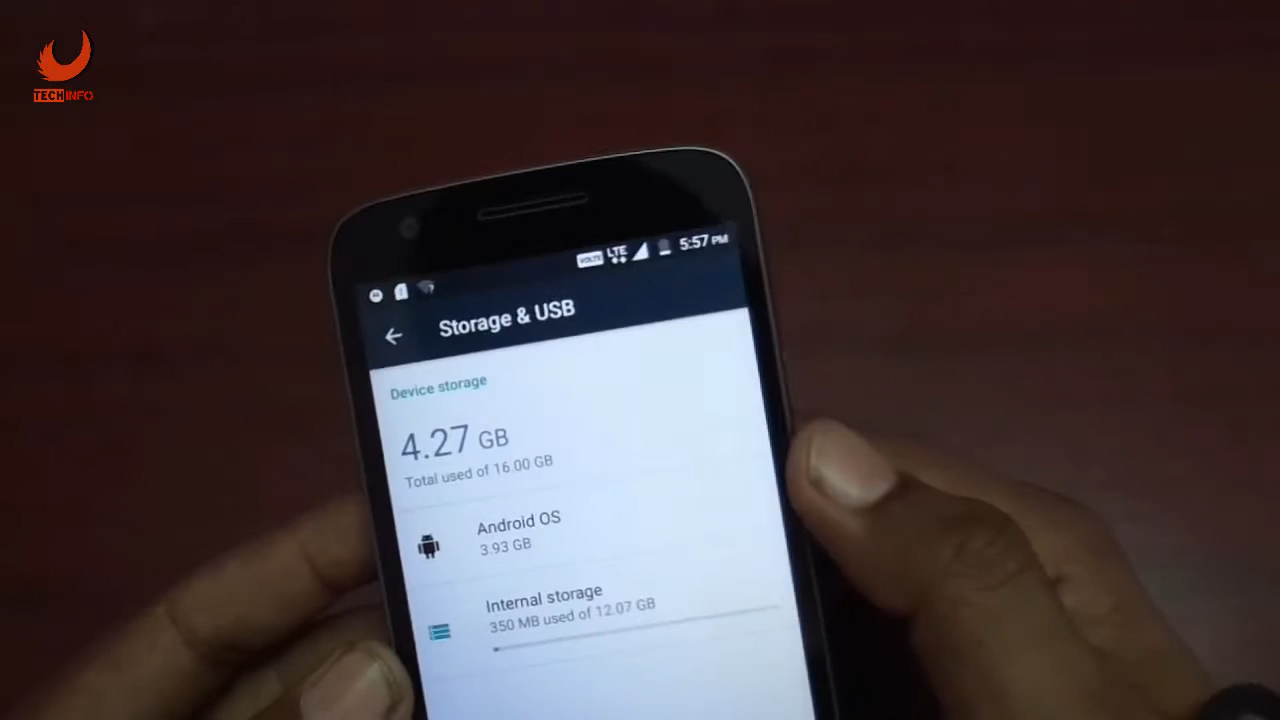 TECHINFO
VOLTE LTE 5:57 PM
Storage & USB
Device storage
4.27 GB
Total used of 16.00 GB
Android OS
3.93 GB
Internal storage
350 MB used of 12.07 GB